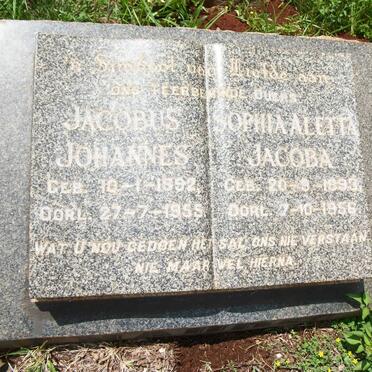 'n Simbool van Liefde aan
ONS TEERBEMINDE OUERS
JACOBUS
JOHANNES
GEB. 10-1-1892.
OORL. 27-7-1955.
SOPHIA ALETTA
JACOBA
GEB. 20-8-1893.
OORL. 7-10-1956.
WAT U NOU GEDOEN HET SAL ONS NIE VERSTAAN
NIE MAAR WEL HIERNA.